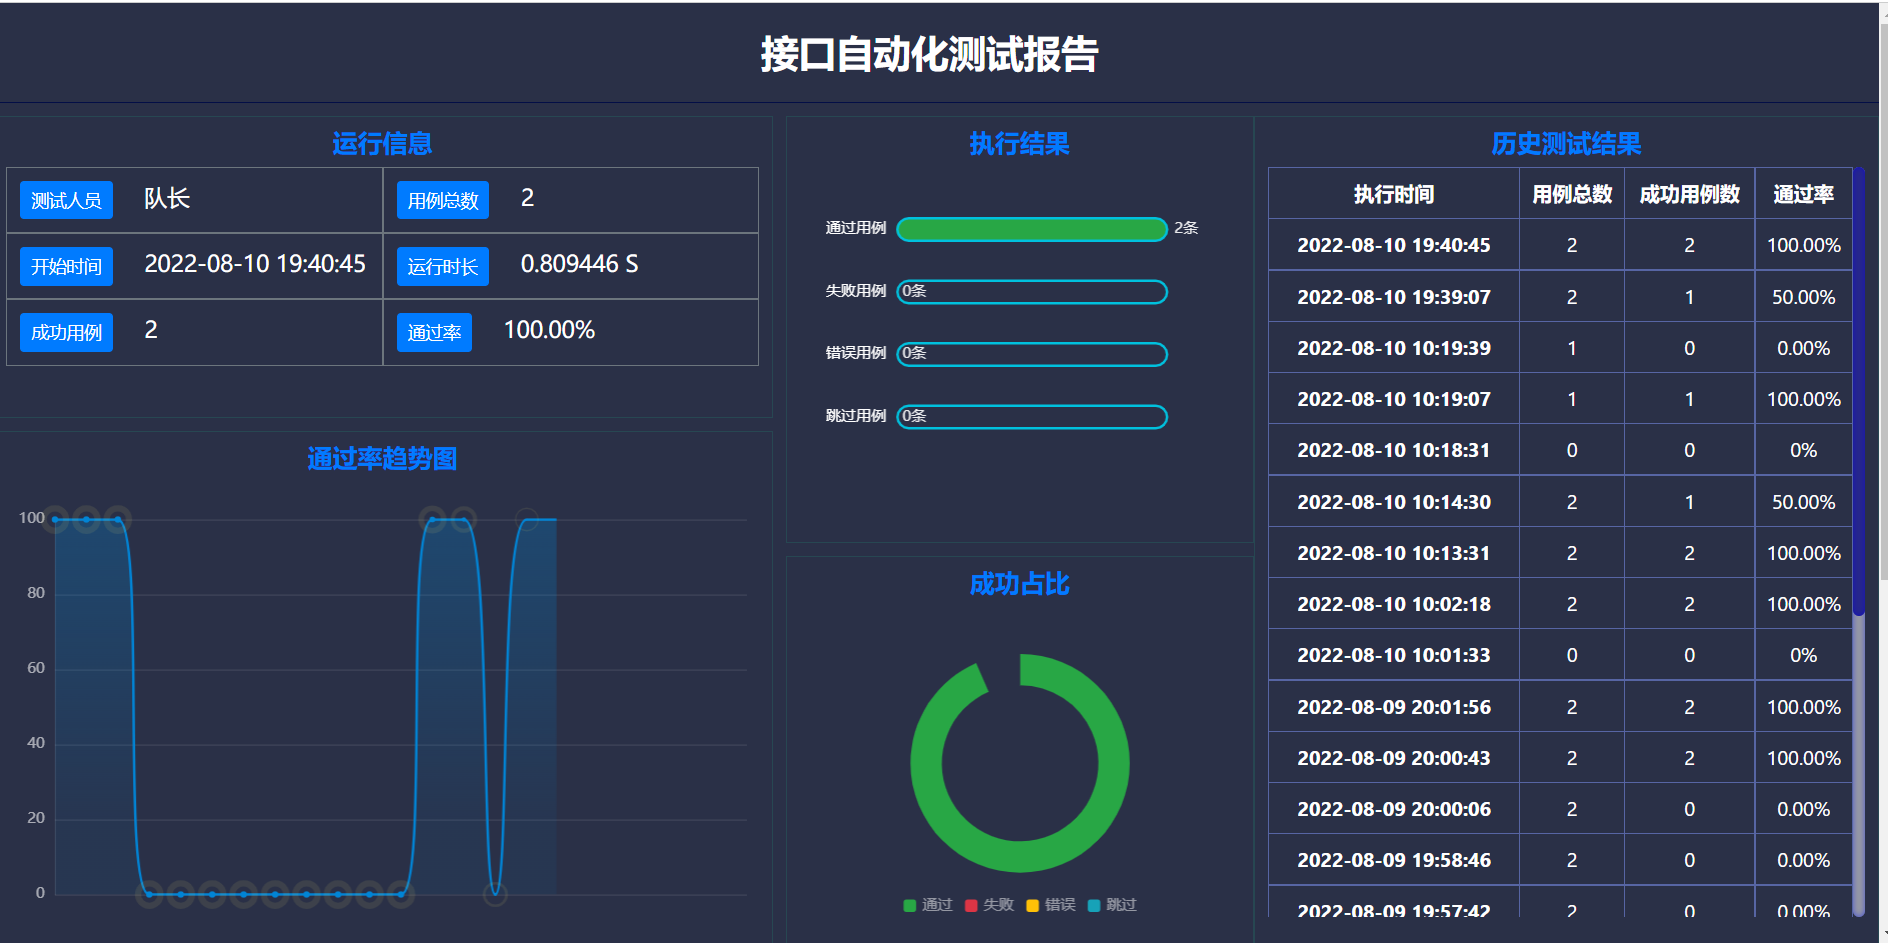 接口自动化测试报告
运行信息
测试人员 队长 用例总数 2
开始时间 2022-08-10 19:40:45 运行时长 0.809446 S
成功用例 2 通过率 100.00%
通过率趋势图
100
80
60
40
20
0
执行结果
通过用例 2条
失败用例 0条
错误用例 0条
跳过用例 0条
成功占比
通过 失败 错误 跳过
历史测试结果
执行时间 用例总数 成功用例数 通过率
2022-08-10 19:40:45 2 2 100.00%
2022-08-10 19:39:07 2 1 50.00%
2022-08-10 10:19:39 1 0 0.00%
2022-08-10 10:19:07 1 1 100.00%
2022-08-10 10:18:31 0 0 0%
2022-08-10 10:14:30 2 1 50.00%
2022-08-10 10:13:31 2 2 100.00%
2022-08-10 10:02:18 2 2 100.00%
2022-08-10 10:01:33 0 0 0%
2022-08-09 20:01:56 2 2 100.00%
2022-08-09 20:00:43 2 2 100.00%
2022-08-09 20:00:06 2 0 0.00%
2022-08-09 19:58:46 2 0 0.00%
2022-08-09 19:57:42 2 0 0.00%